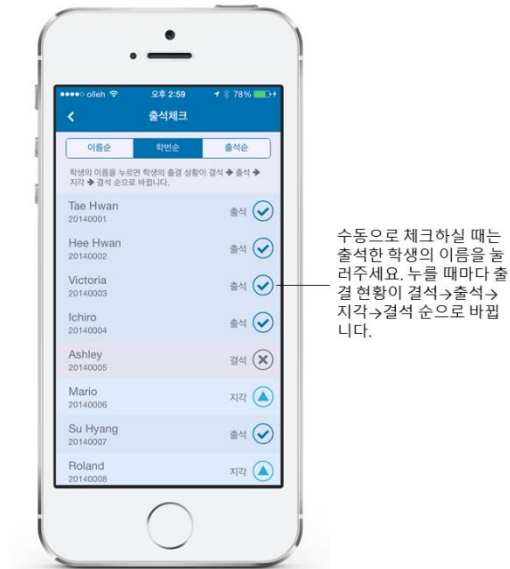 olleh 오후 2:59 78%
출석체크
이름순 학번순 출석순
학생의 이름을 누르면 학생의 출결 상황이 결석 → 출석 →
지각 → 결석 순으로 바뀝니다.
Tae Hwan
20140001 출석
Hee Hwan
20140002 출석
Victoria
20140003 출석
Ichiro
20140004 출석
Ashley
20140005 결석
Mario
20140006 지각
Su Hyang
20140007 출석
Roland
20140008 지각
수동으로 체크하실 때는
출석한 학생의 이름을 눌
러주세요. 누를 때마다 출
결 현황이 결석→출석→
지각→결석 순으로 바뀝
니다.